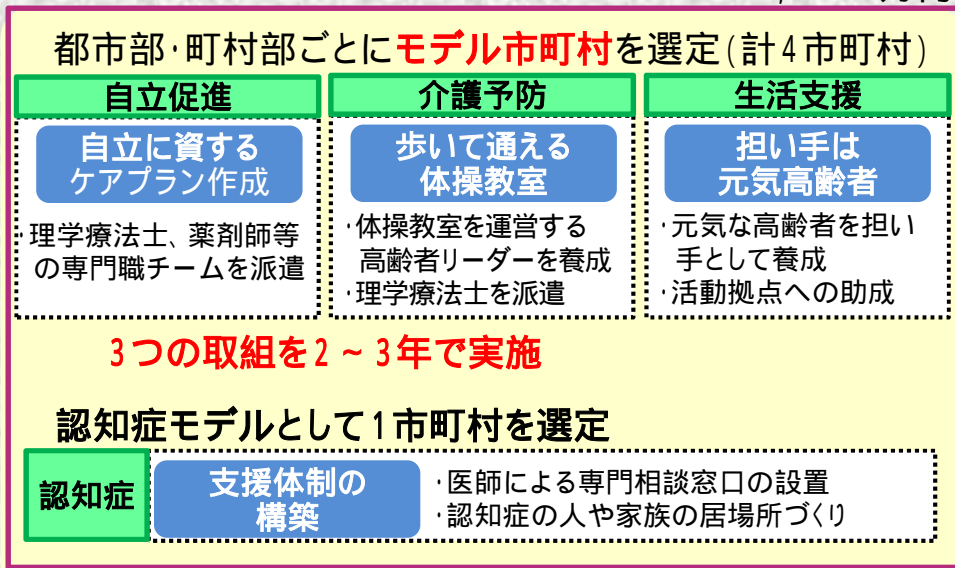 都市部･町村部ごとにモデル市町村を選定(計4市町村)
自立促進
自立に資する
ケアプラン作成
･理学療法士、薬剤師等
の専門職チームを派遣
介護予防
歩いて通える
体操教室
･体操教室を運営する
高齢者リーダーを養成
･理学療法士を派遣
生活支援
担い手は
元気高齢者
･元気な高齢者を担い
手として養成
･活動拠点への助成
3つの取組を2～3年で実施
認知症モデルとして1市町村を選定
認知症
支援体制の
構築
･医師による専門相談窓口の設置
･認知症の人や家族の居場所づくり